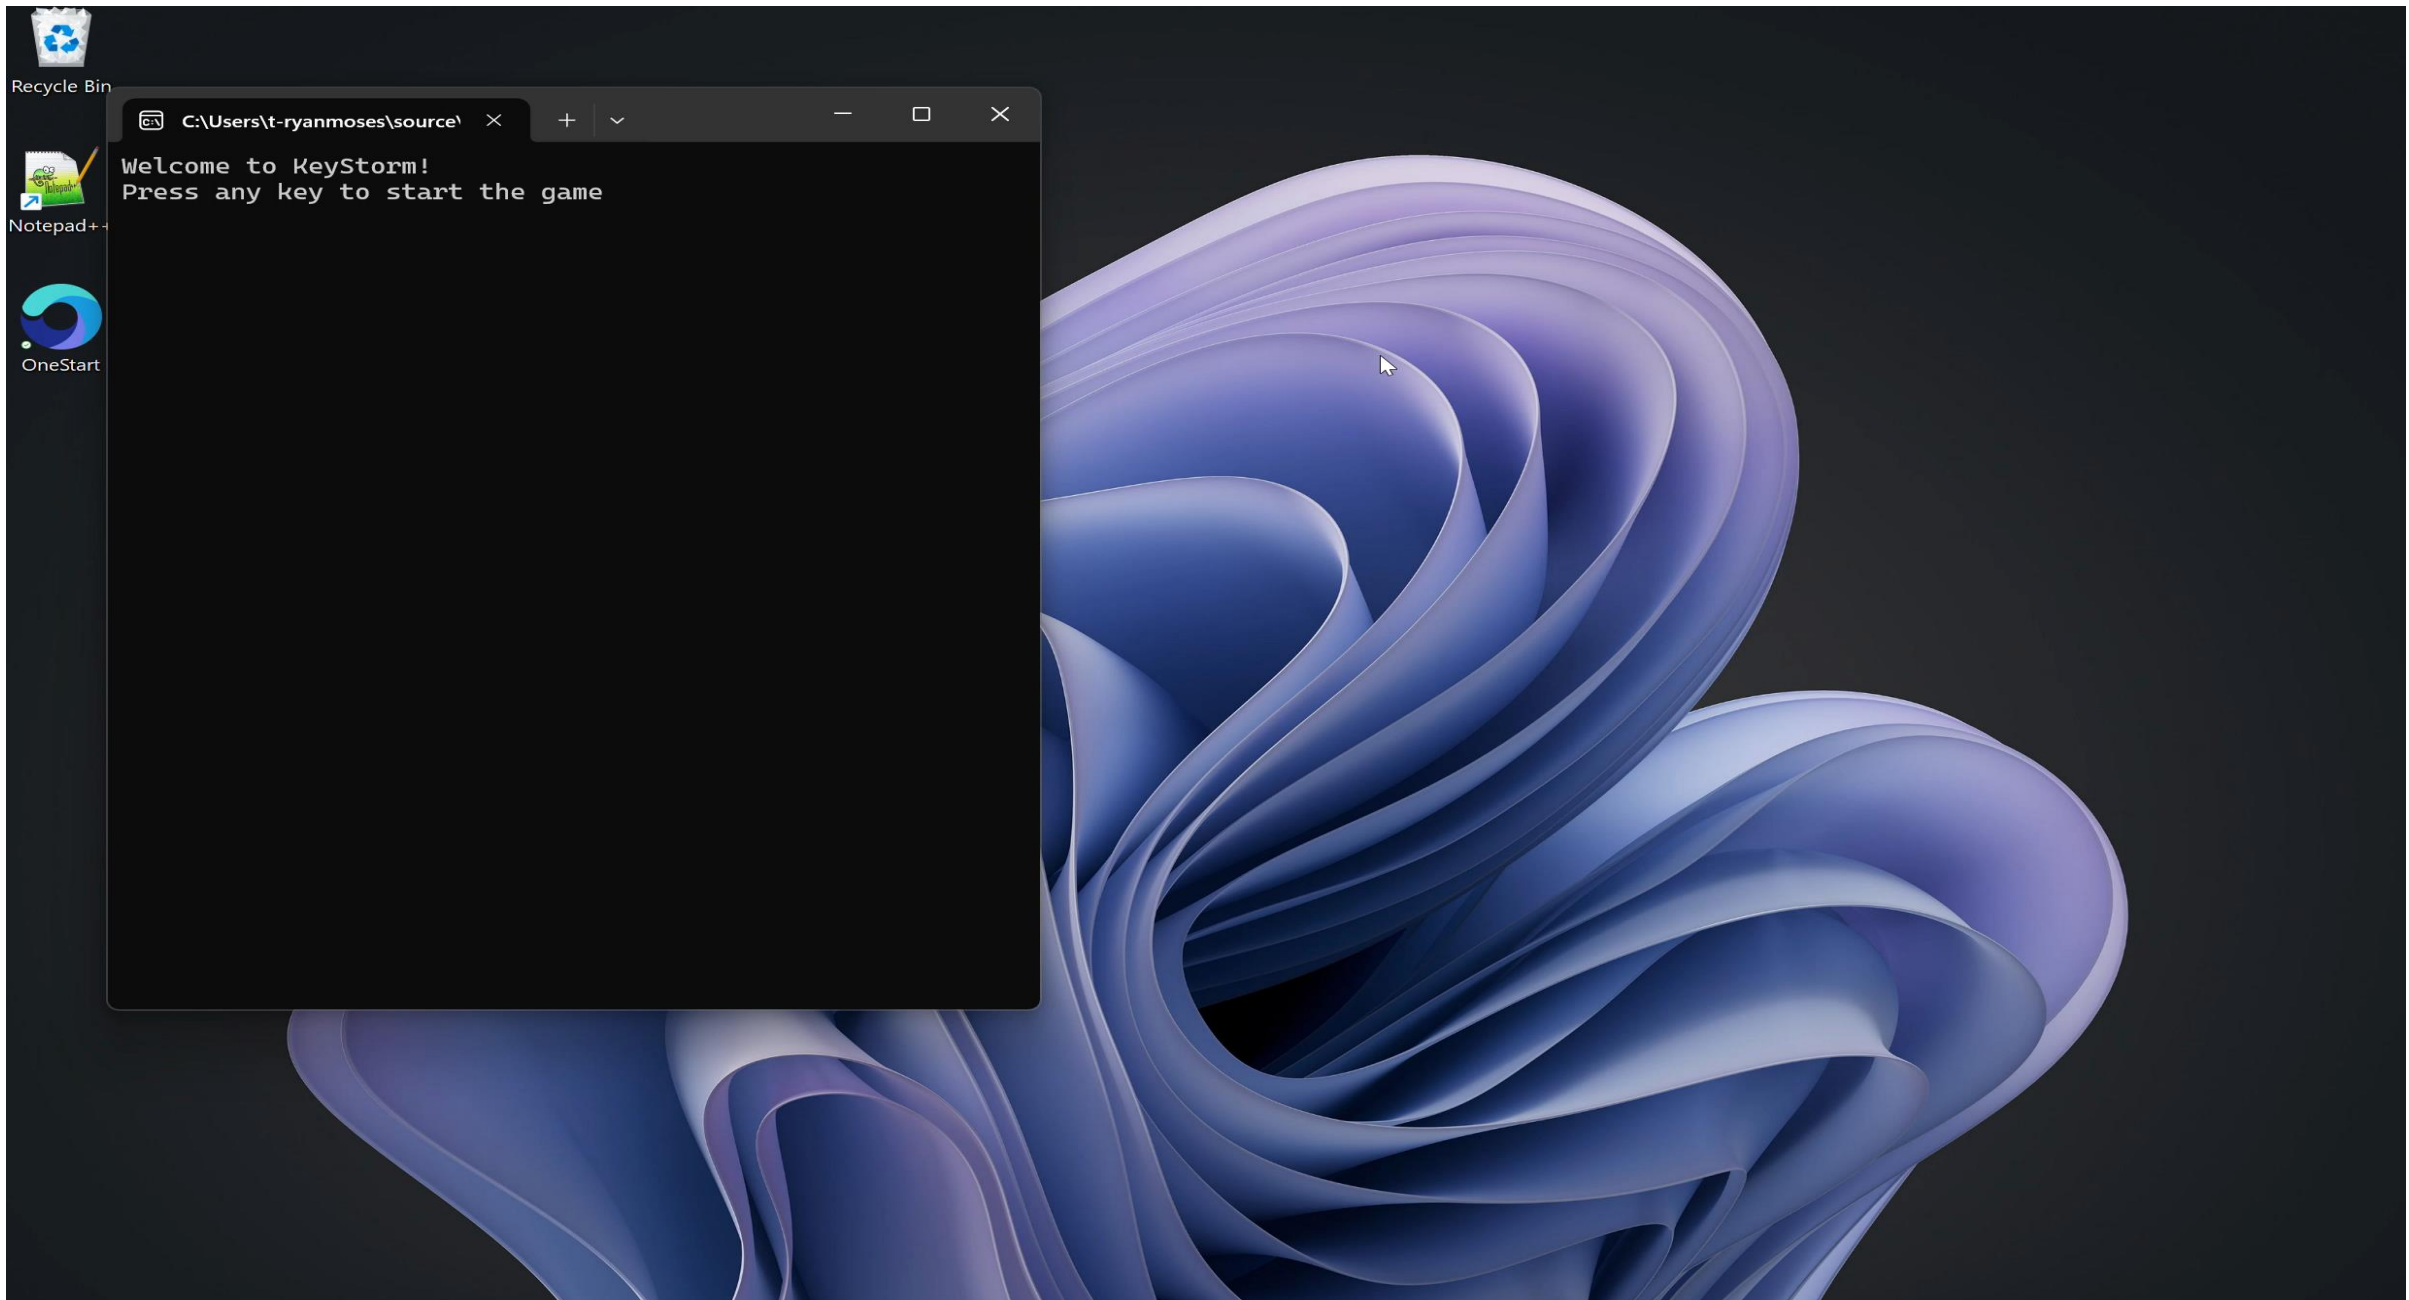 Recycle Bin
C:\Users\t-ryanmoses\source\
Welcome to KeyStorm!
Press any key to start the game
Notepad++
OneStart